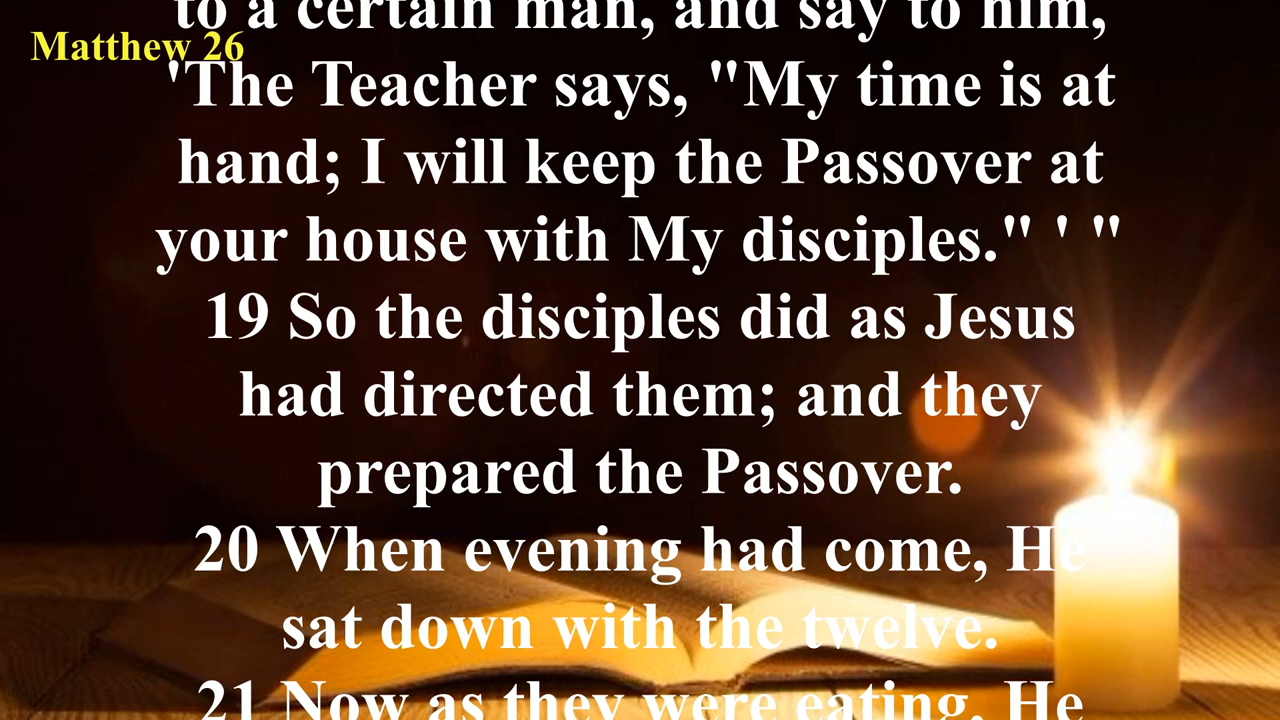 Matthew 26
to a certain man, and say to him,
'The Teacher says, "My time is at
hand; I will keep the Passover at
your house with My disciples." ' "
19 So the disciples did as Jesus
had directed them; and they
prepared the Passover.
20 When evening had come, He
sat down with the twelve.
21 Now as they were eating, He